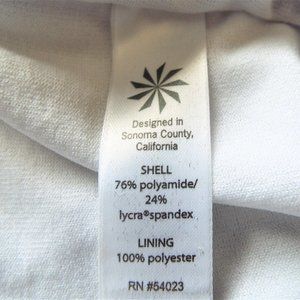 Designed in
Sonoma County,
California
SHELL
76% polyamide/
24%
lycra®spandex
LINING
100% polyester
RN #54023